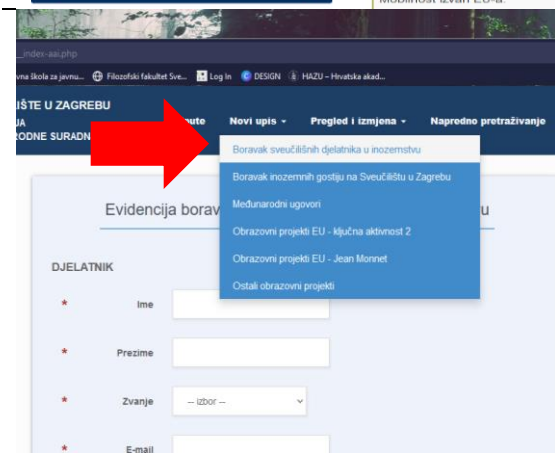 Mobilnost izvan EU-a.
_index-aai.php
vna škola za javnu... Filozofski fakultet Sve... Log In DESIGN HAZU – Hrvatska akad...
IŠTE U ZAGREBU
JA
RODNE SURADN
Novi upis Pregled i izmjena Napredno pretraživanje
Boravak sveučilišnih djelatnika u inozemstvu
Boravak inozemnih gostiju na Sveučilištu u Zagrebu
Međunarodni ugovori
Obrazovni projekti EU - ključna aktivnost 2
Obrazovni projekti EU - Jean Monnet
Ostali obrazovni projekti
Evidencija borav u
DJELATNIK
* Ime
* Prezime
* Zvanje -- izbor --
* E-mail